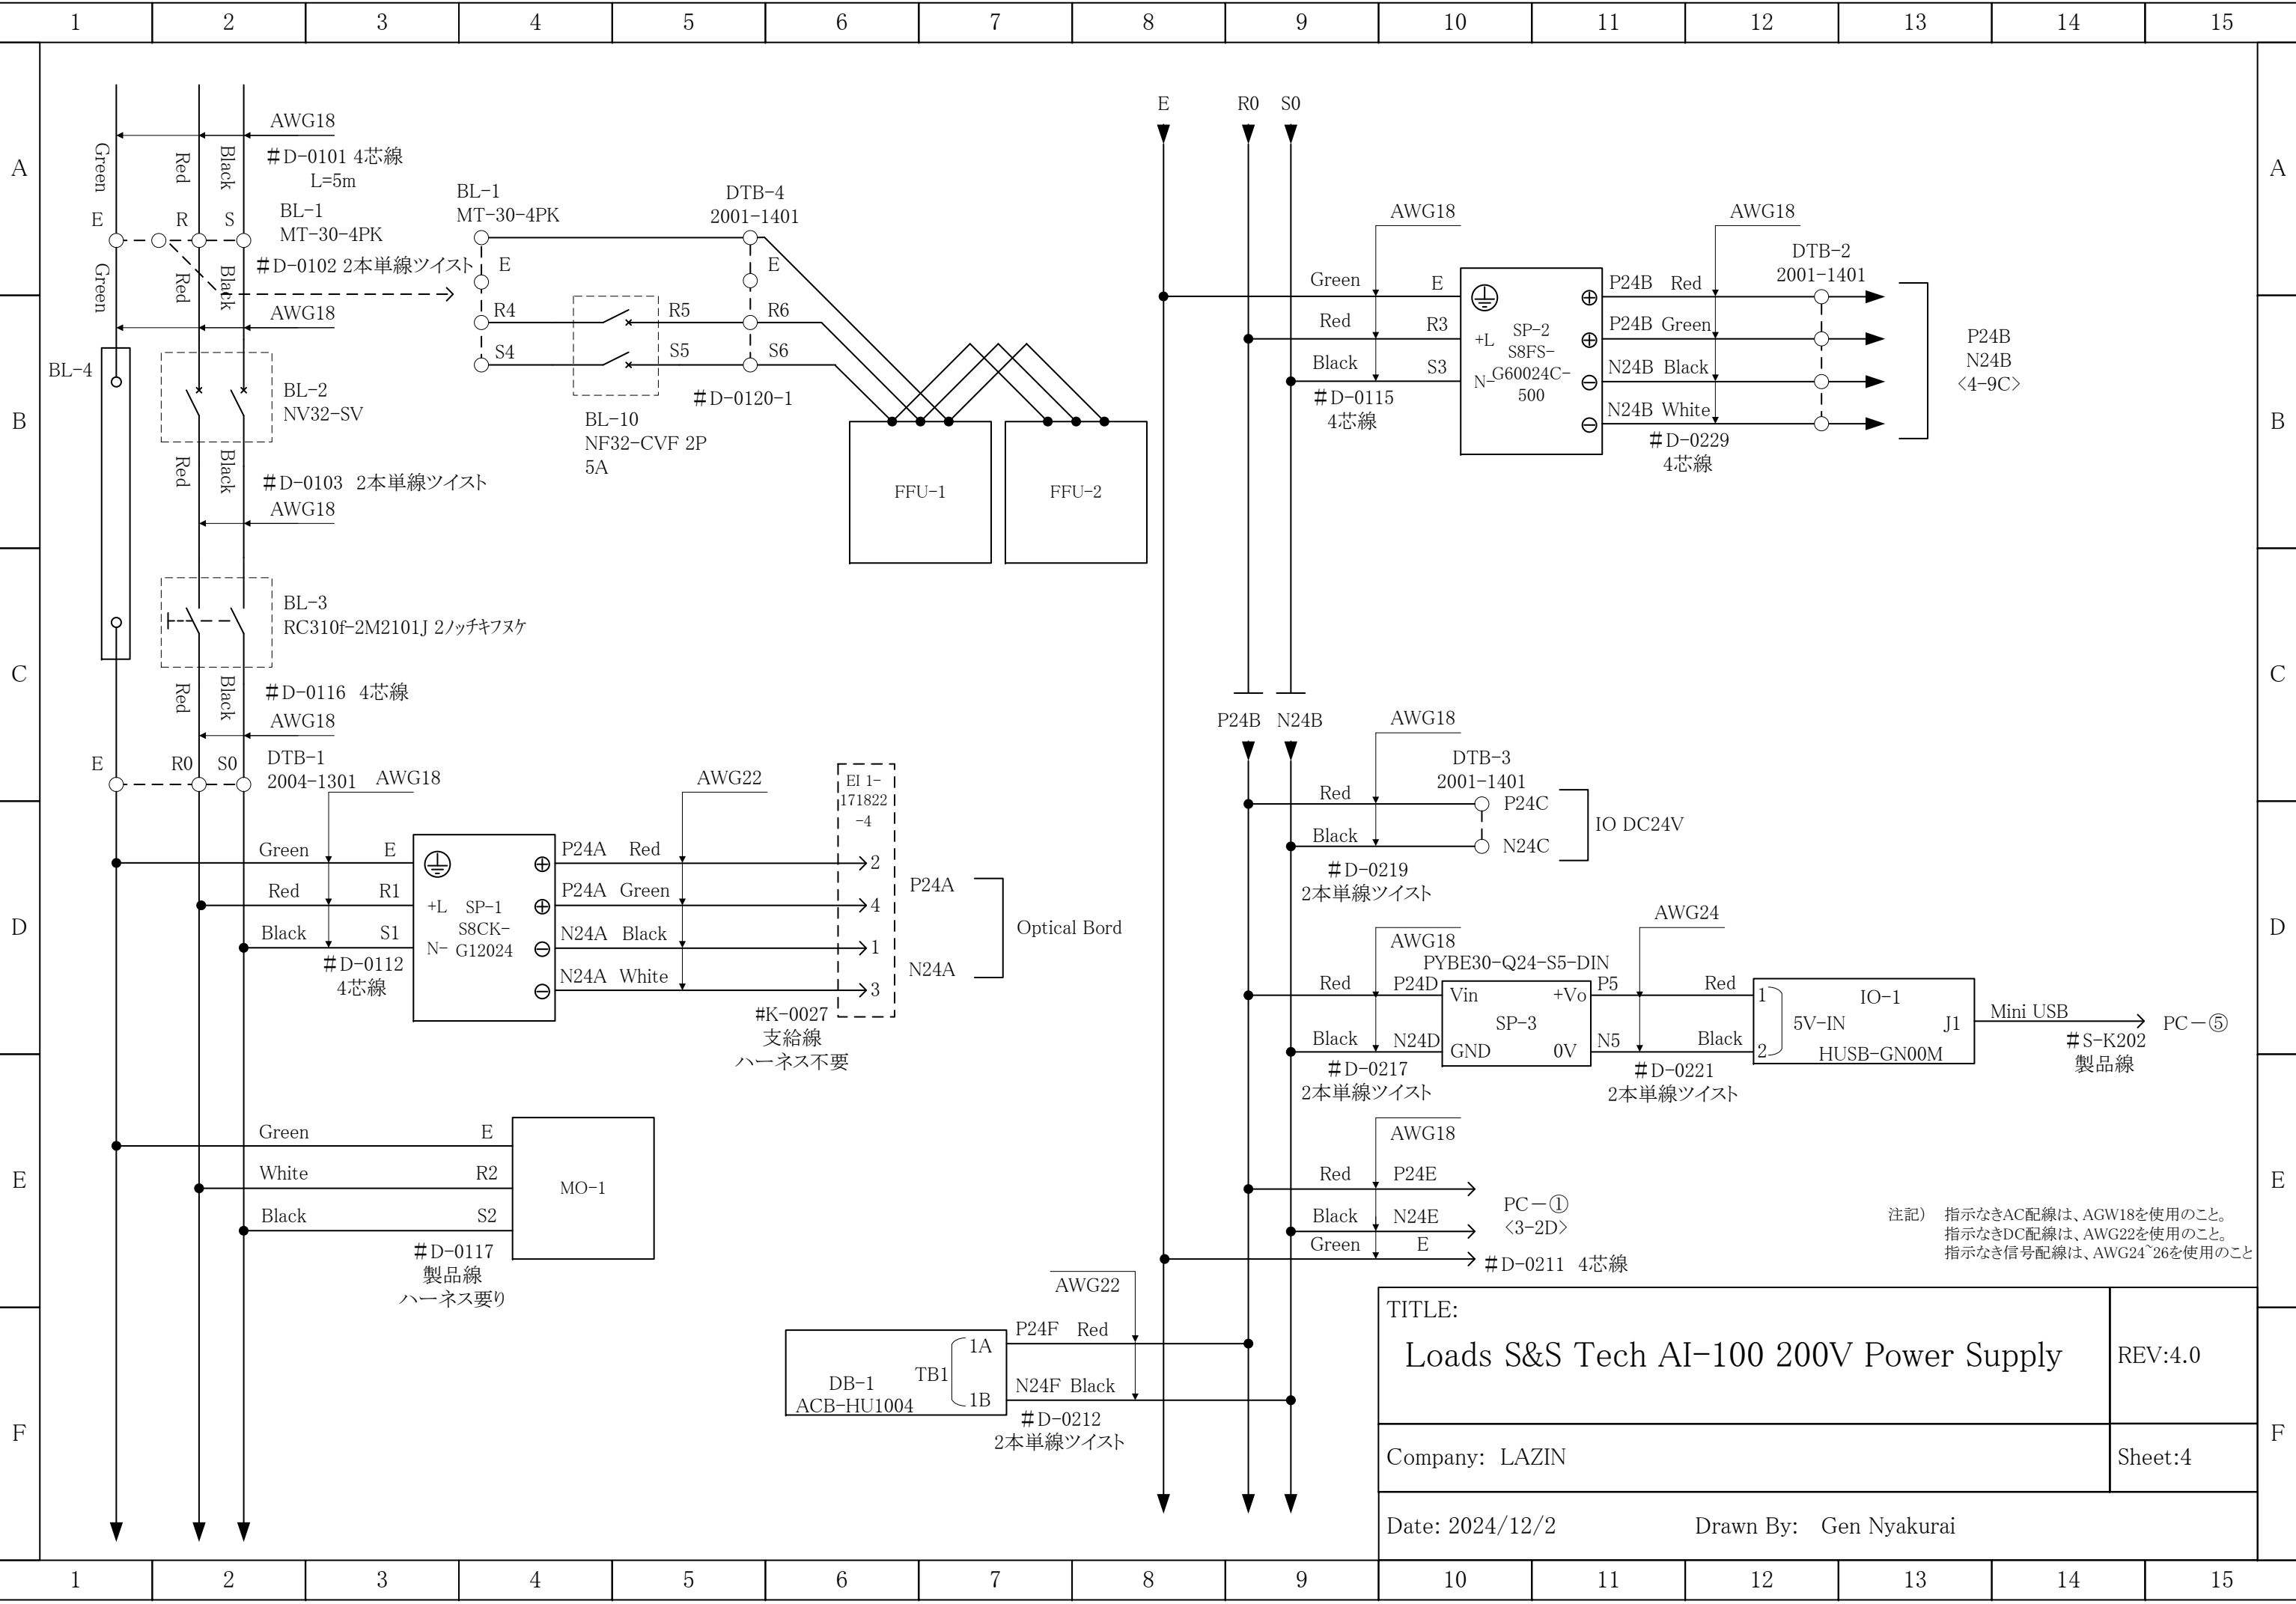 1 2 3 4 5 6 7 8 9 10 11 12 13 14 15
A
B
C
D
E
F
Green
Red
Black
AWG18
#D-0101 4芯線
L=5m
E
R
S
BL-1
MT-30-4PK
#D-0102 2本単線ツイスト
Green
Red
Black
AWG18
BL-4
BL-2
NV32-SV
Red
Black
#D-0103 2本単線ツイスト
AWG18
BL-3
RC310f-2M2101J 2ノッチキフヌケ
Red
Black
#D-0116 4芯線
AWG18
E
R0
S0
DTB-1
2004-1301
BL-1
MT-30-4PK
E
R4
S4
BL-10
NF32-CVF 2P
5A
R5
S5
DTB-4
2001-1401
E
R6
S6
#D-0120-1
FFU-1
FFU-2
AWG18
Green E
Red R1
Black S1
#D-0112
4芯線
+L
N-
SP-1
S8CK-
G12024
AWG22
P24A Red
P24A Green
N24A Black
N24A White
EI 1-
171822
-4
2
4
1
3
#K-0027
支給線
ハーネス不要
P24A
N24A
Optical Bord
Green E
White R2
Black S2
MO-1
#D-0117
製品線
ハーネス要り
E R0 S0
AWG18
Green E
Red R3
Black S3
#D-0115
4芯線
+L
N-
SP-2
S8FS-
G60024C-
500
AWG18
P24B Red
P24B Green
N24B Black
N24B White
#D-0229
4芯線
DTB-2
2001-1401
P24B
N24B
<4-9C>
P24B N24B
AWG18
Red
Black
#D-0219
2本単線ツイスト
DTB-3
2001-1401
P24C
N24C
IO DC24V
AWG18
PYBE30-Q24-S5-DIN
Red P24D
Black N24D
#D-0217
2本単線ツイスト
Vin
GND
SP-3
+Vo
0V
P5
N5
AWG24
Red
Black
#D-0221
2本単線ツイスト
1
2
5V-IN
IO-1
J1
HUSB-GN00M
Mini USB
#S-K202
製品線
PC-⑤
AWG18
Red P24E
Black N24E
Green E
PC-①
<3-2D>
#D-0211 4芯線
AWG22
P24F Red
N24F Black
#D-0212
2本単線ツイスト
DB-1
ACB-HU1004
TB1
1A
1B
注記) 指示なきAC配線は、AGW18を使用のこと。
指示なきDC配線は、AWG22を使用のこと。
指示なき信号配線は、AWG24~26を使用のこと
TITLE:
Loads S&S Tech AI-100 200V Power Supply
REV:4.0
Company: LAZIN
Sheet:4
Date: 2024/12/2
Drawn By: Gen Nyakurai
A
B
C
D
E
F
1 2 3 4 5 6 7 8 9 10 11 12 13 14 15